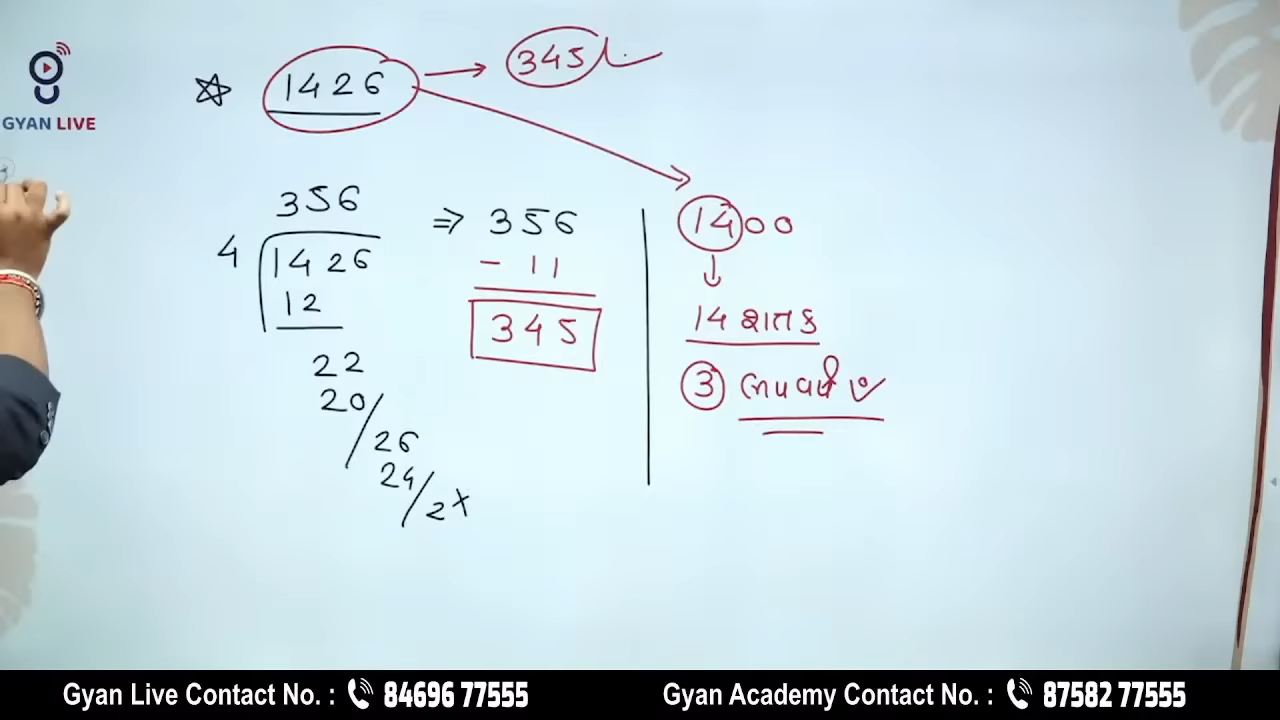 GYAN LIVE
☆ 1426 → 345
356
4 1426
12
22
20
26
24
2 ×
⇒ 356
- 11
345
1400
↓
14 શતક
③ લીપવર્ષ
Gyan Live Contact No. : 84696 77555
Gyan Academy Contact No. : 87582 77555